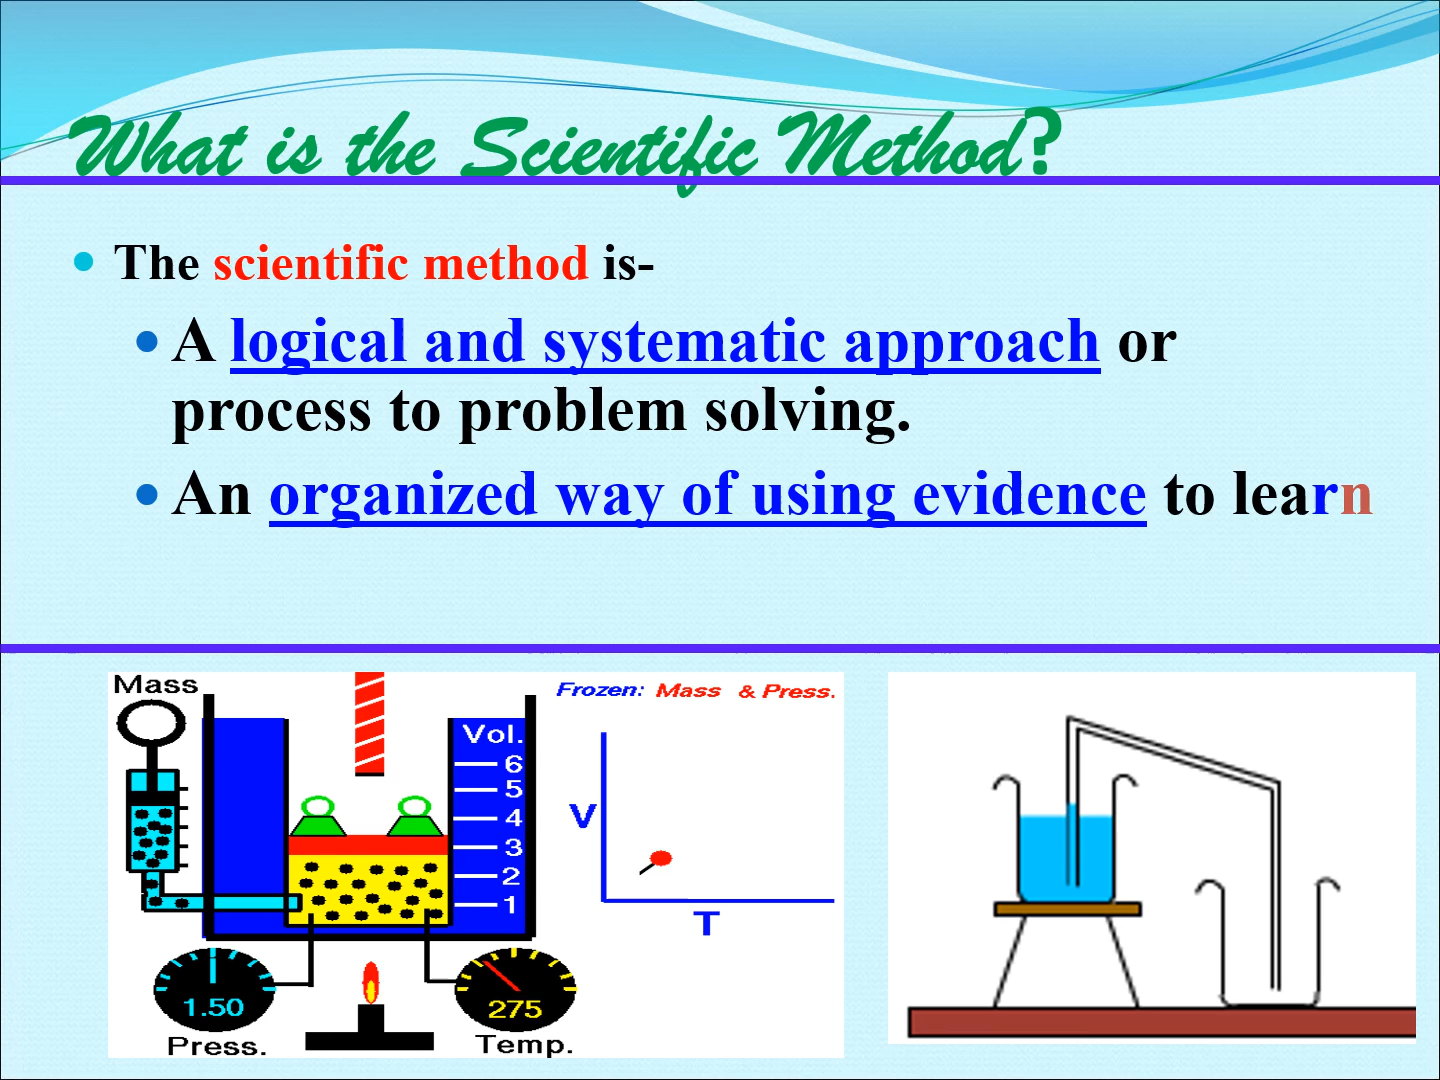 What is the Scientific Method?
The scientific method is-
A logical and systematic approach or
process to problem solving.
An organized way of using evidence to learn
Mass
Vol.
6
5
4
3
2
1
1.50
Press.
275
Temp.
Frozen: Mass & Press.
V
T